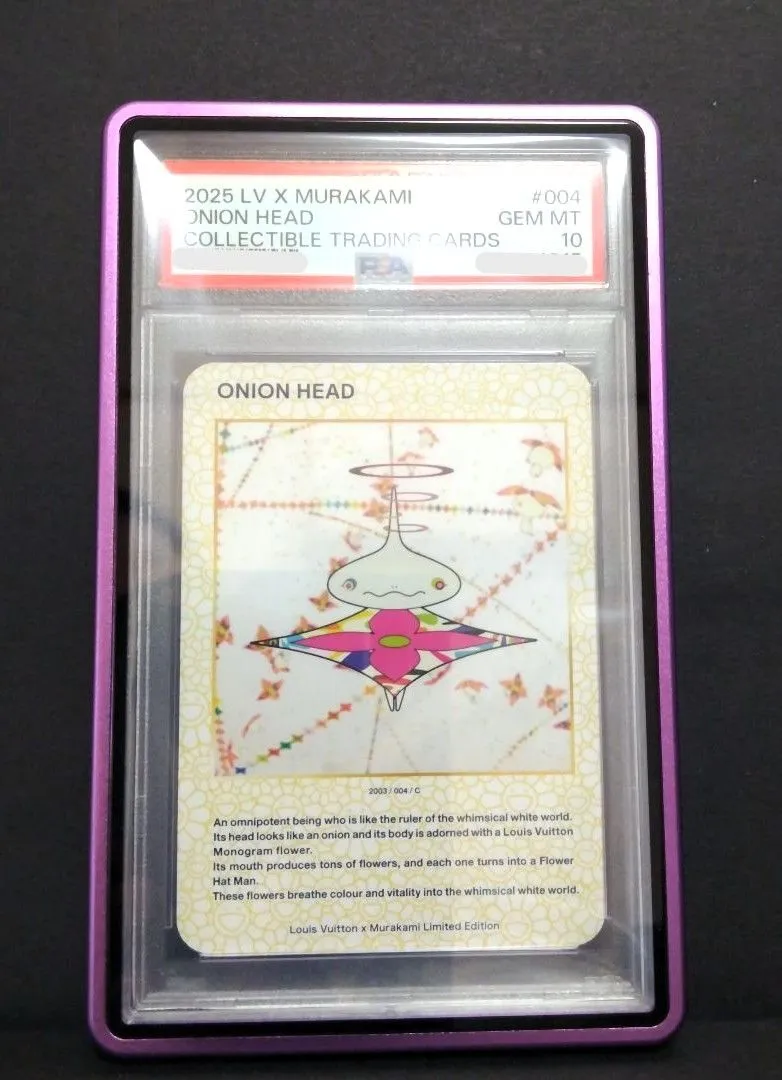 2025 LV X MURAKAMI #004
ONION HEAD GEM MT
COLLECTIBLE TRADING CARDS 10
PSA
ONION HEAD
2003 / 004 / C
An omnipotent being who is like the ruler of the whimsical white world.
Its head looks like an onion and its body is adorned with a Louis Vuitton
Monogram flower.
Its mouth produces tons of flowers, and each one turns into a Flower
Hat Man.
These flowers breathe colour and vitality into the whimsical white world.
Louis Vuitton x Murakami Limited Edition